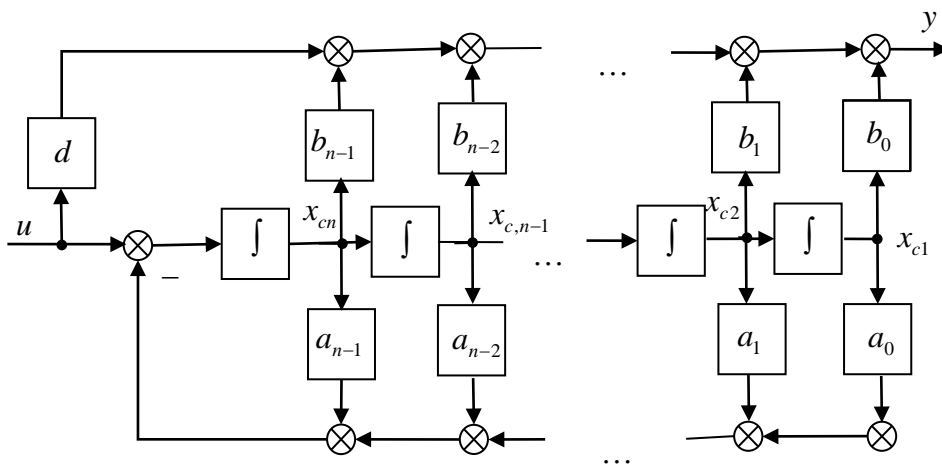 y
...
d
b_{n-1}
b_{n-2}
b_1
b_0
u
∫
x_{cn}
∫
x_{c,n-1}
...
∫
x_{c2}
∫
x_{c1}
−
a_{n-1}
a_{n-2}
a_1
a_0
...